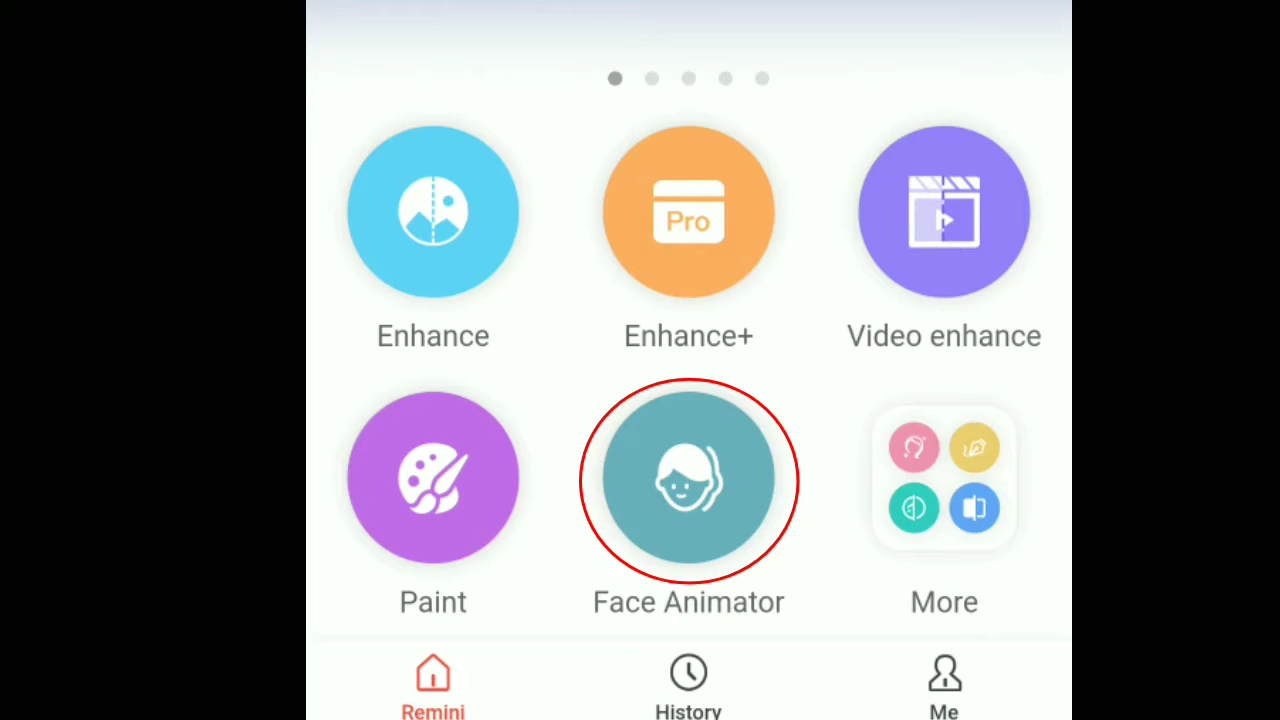 Pro
Enhance
Enhance+
Video enhance
Paint
Face Animator
More
Remini
History
Me